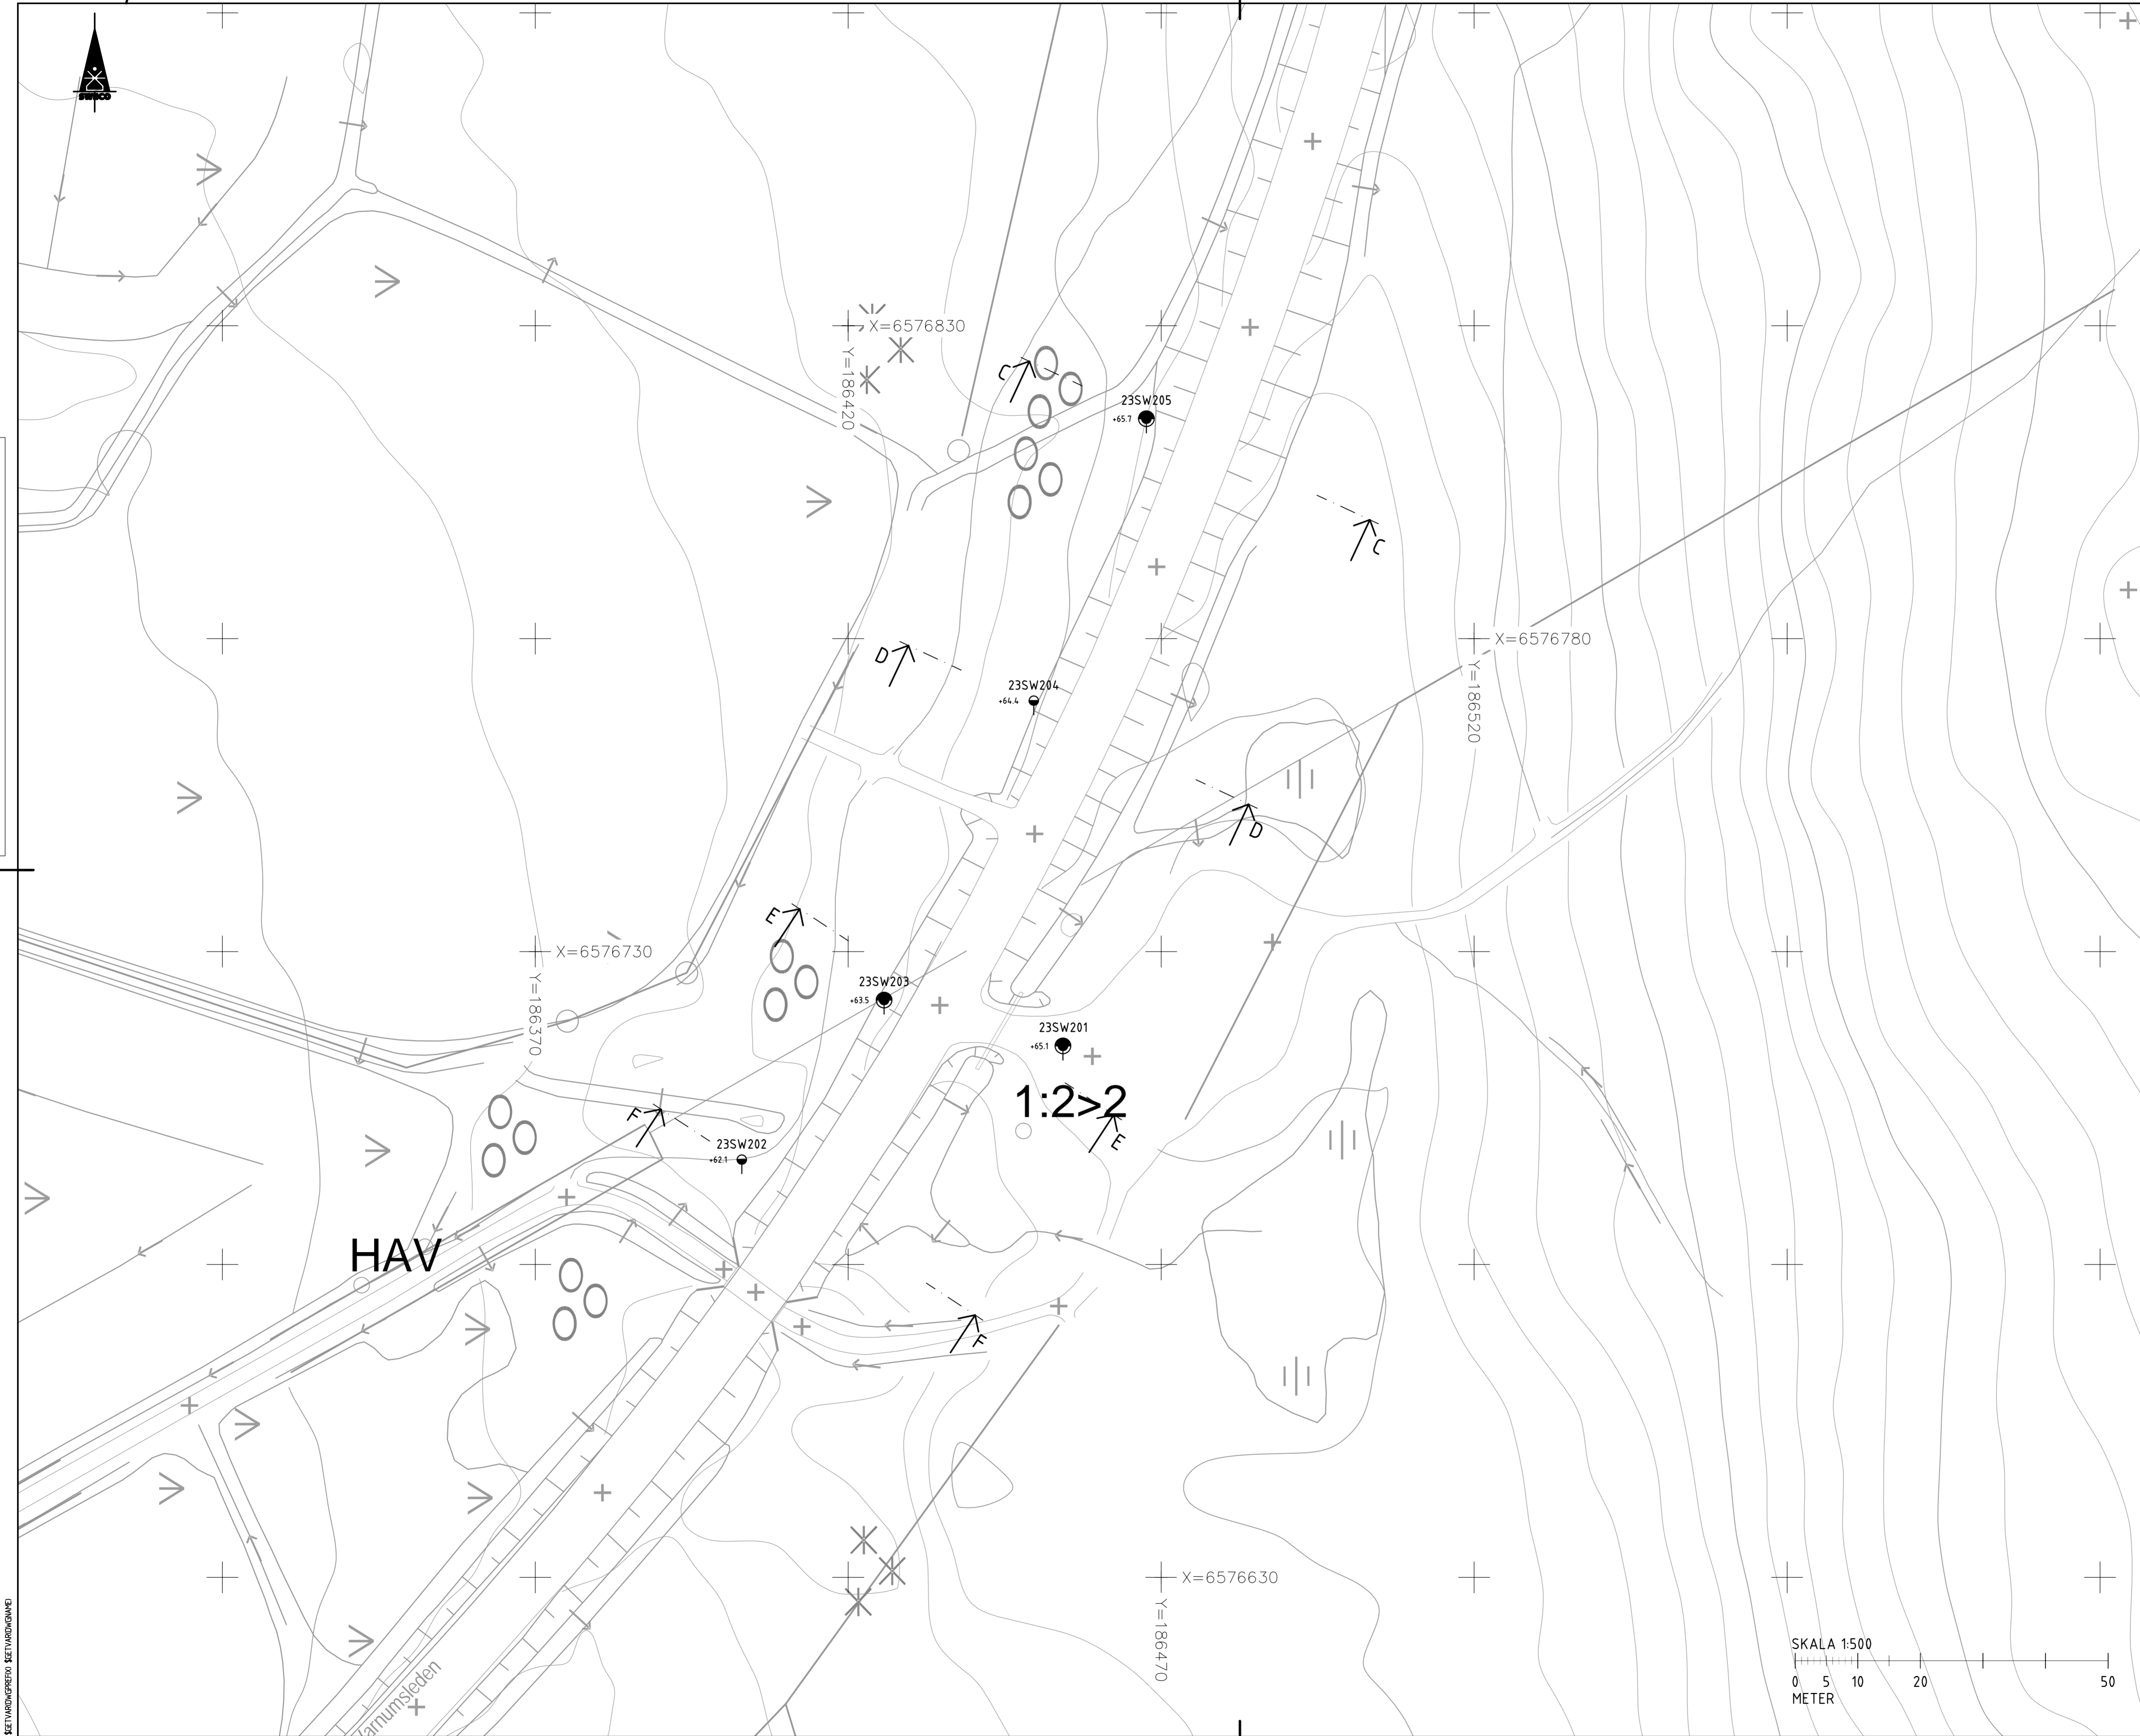 SWECO
X=6576830
Y=186420
C
23SW205
+65.7
C
X=6576780
Y=186520
D
23SW204
+64.4
D
E
X=6576730
Y=186370
23SW203
+63.5
23SW201
+65.1
1:2>2
E
F
23SW202
+62.1
HAV
F
X=6576630
Y=186470
SKALA 1:500
0 5 10 20 50
METER